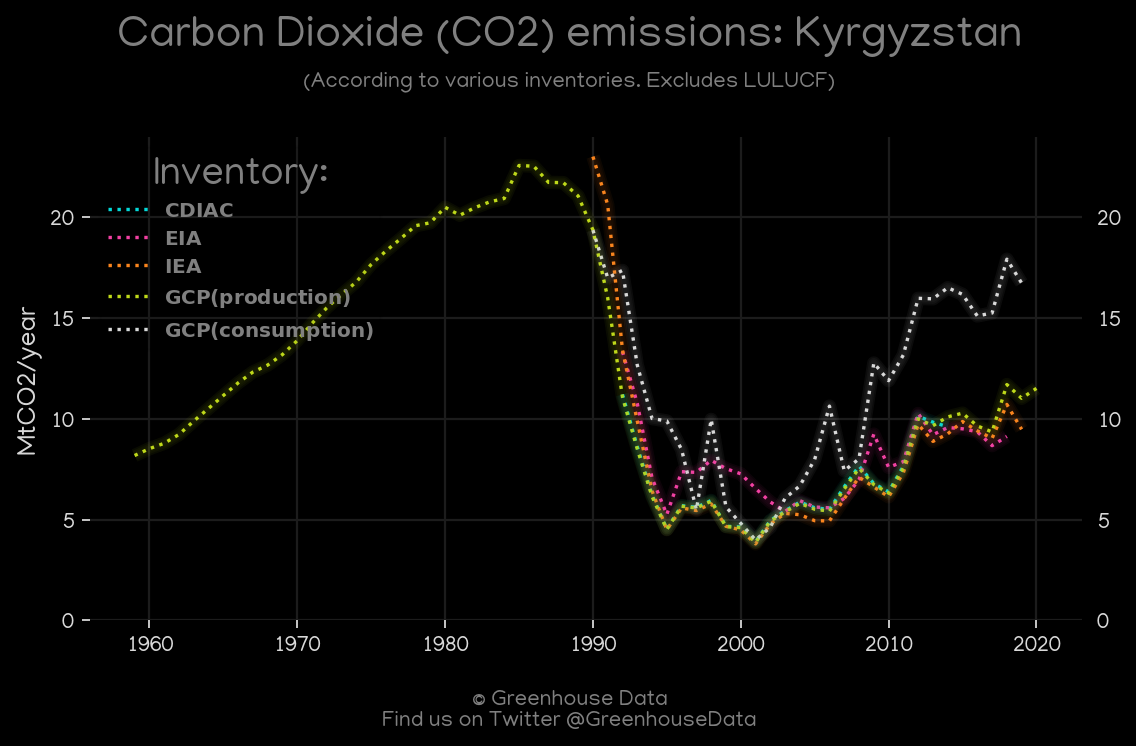 Carbon Dioxide (CO2) emissions: Kyrgyzstan
(According to various inventories. Excludes LULUCF)
Inventory:
CDIAC
EIA
IEA
GCP(production)
GCP(consumption)
MtCO2/year
20
15
10
5
0
20
15
10
5
0
1960 1970 1980 1990 2000 2010 2020
© Greenhouse Data
Find us on Twitter @GreenhouseData